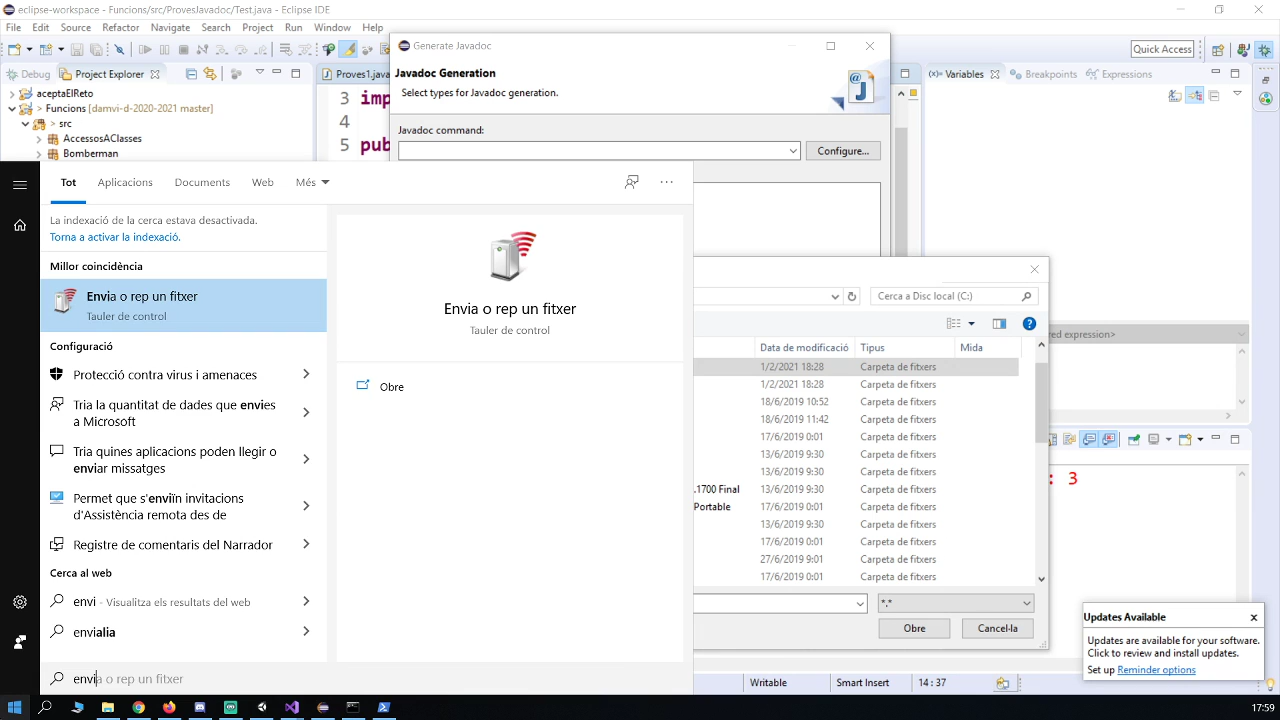 eclipse-workspace - Funcions/src/ProvesJavadoc/Test.java - Eclipse IDE
File Edit Source Refactor Navigate Search Project Run Window Help
Quick Access
Generate Javadoc
Javadoc Generation
Select types for Javadoc generation.
Javadoc command:
Configure...
Debug Project Explorer
Proves1.java
Variables Breakpoints Expressions
aceptaElReto
Funcions [damvi-d-2020-2021 master]
src
AccessosAClasses
Bomberman
3 imp
4
5 pub
Tot Aplicacions Documents Web Més
La indexació de la cerca estava desactivada.
Torna a activar la indexació.
Millor coincidència
Envia o rep un fitxer
Tauler de control
Configuració
Protecció contra virus i amenaces
Tria la quantitat de dades que envies
a Microsoft
Tria quines aplicacions poden llegir o
enviar missatges
Permet que s'enviïn invitacions
d'Assistència remota des de
Registre de comentaris del Narrador
Cerca al web
envi - Visualitza els resultats del web
envialia
envia o rep un fitxer
Envia o rep un fitxer
Tauler de control
Obre
Cerca a Disc local (C:)
Data de modificació Tipus Mida
1/2/2021 18:28 Carpeta de fitxers
1/2/2021 18:28 Carpeta de fitxers
18/6/2019 10:52 Carpeta de fitxers
18/6/2019 11:42 Carpeta de fitxers
17/6/2019 0:01 Carpeta de fitxers
13/6/2019 9:30 Carpeta de fitxers
13/6/2019 9:30 Carpeta de fitxers
.1700 Final 13/6/2019 9:30 Carpeta de fitxers
Portable 17/6/2019 0:01 Carpeta de fitxers
13/6/2019 9:30 Carpeta de fitxers
17/6/2019 0:01 Carpeta de fitxers
27/6/2019 9:01 Carpeta de fitxers
17/6/2019 0:01 Carpeta de fitxers
*.*
Obre Cancel·la
ed expression>
: 3
Updates Available
Updates are available for your software.
Click to review and install updates.
Set up Reminder options
Writable Smart Insert 14 : 37
17:59